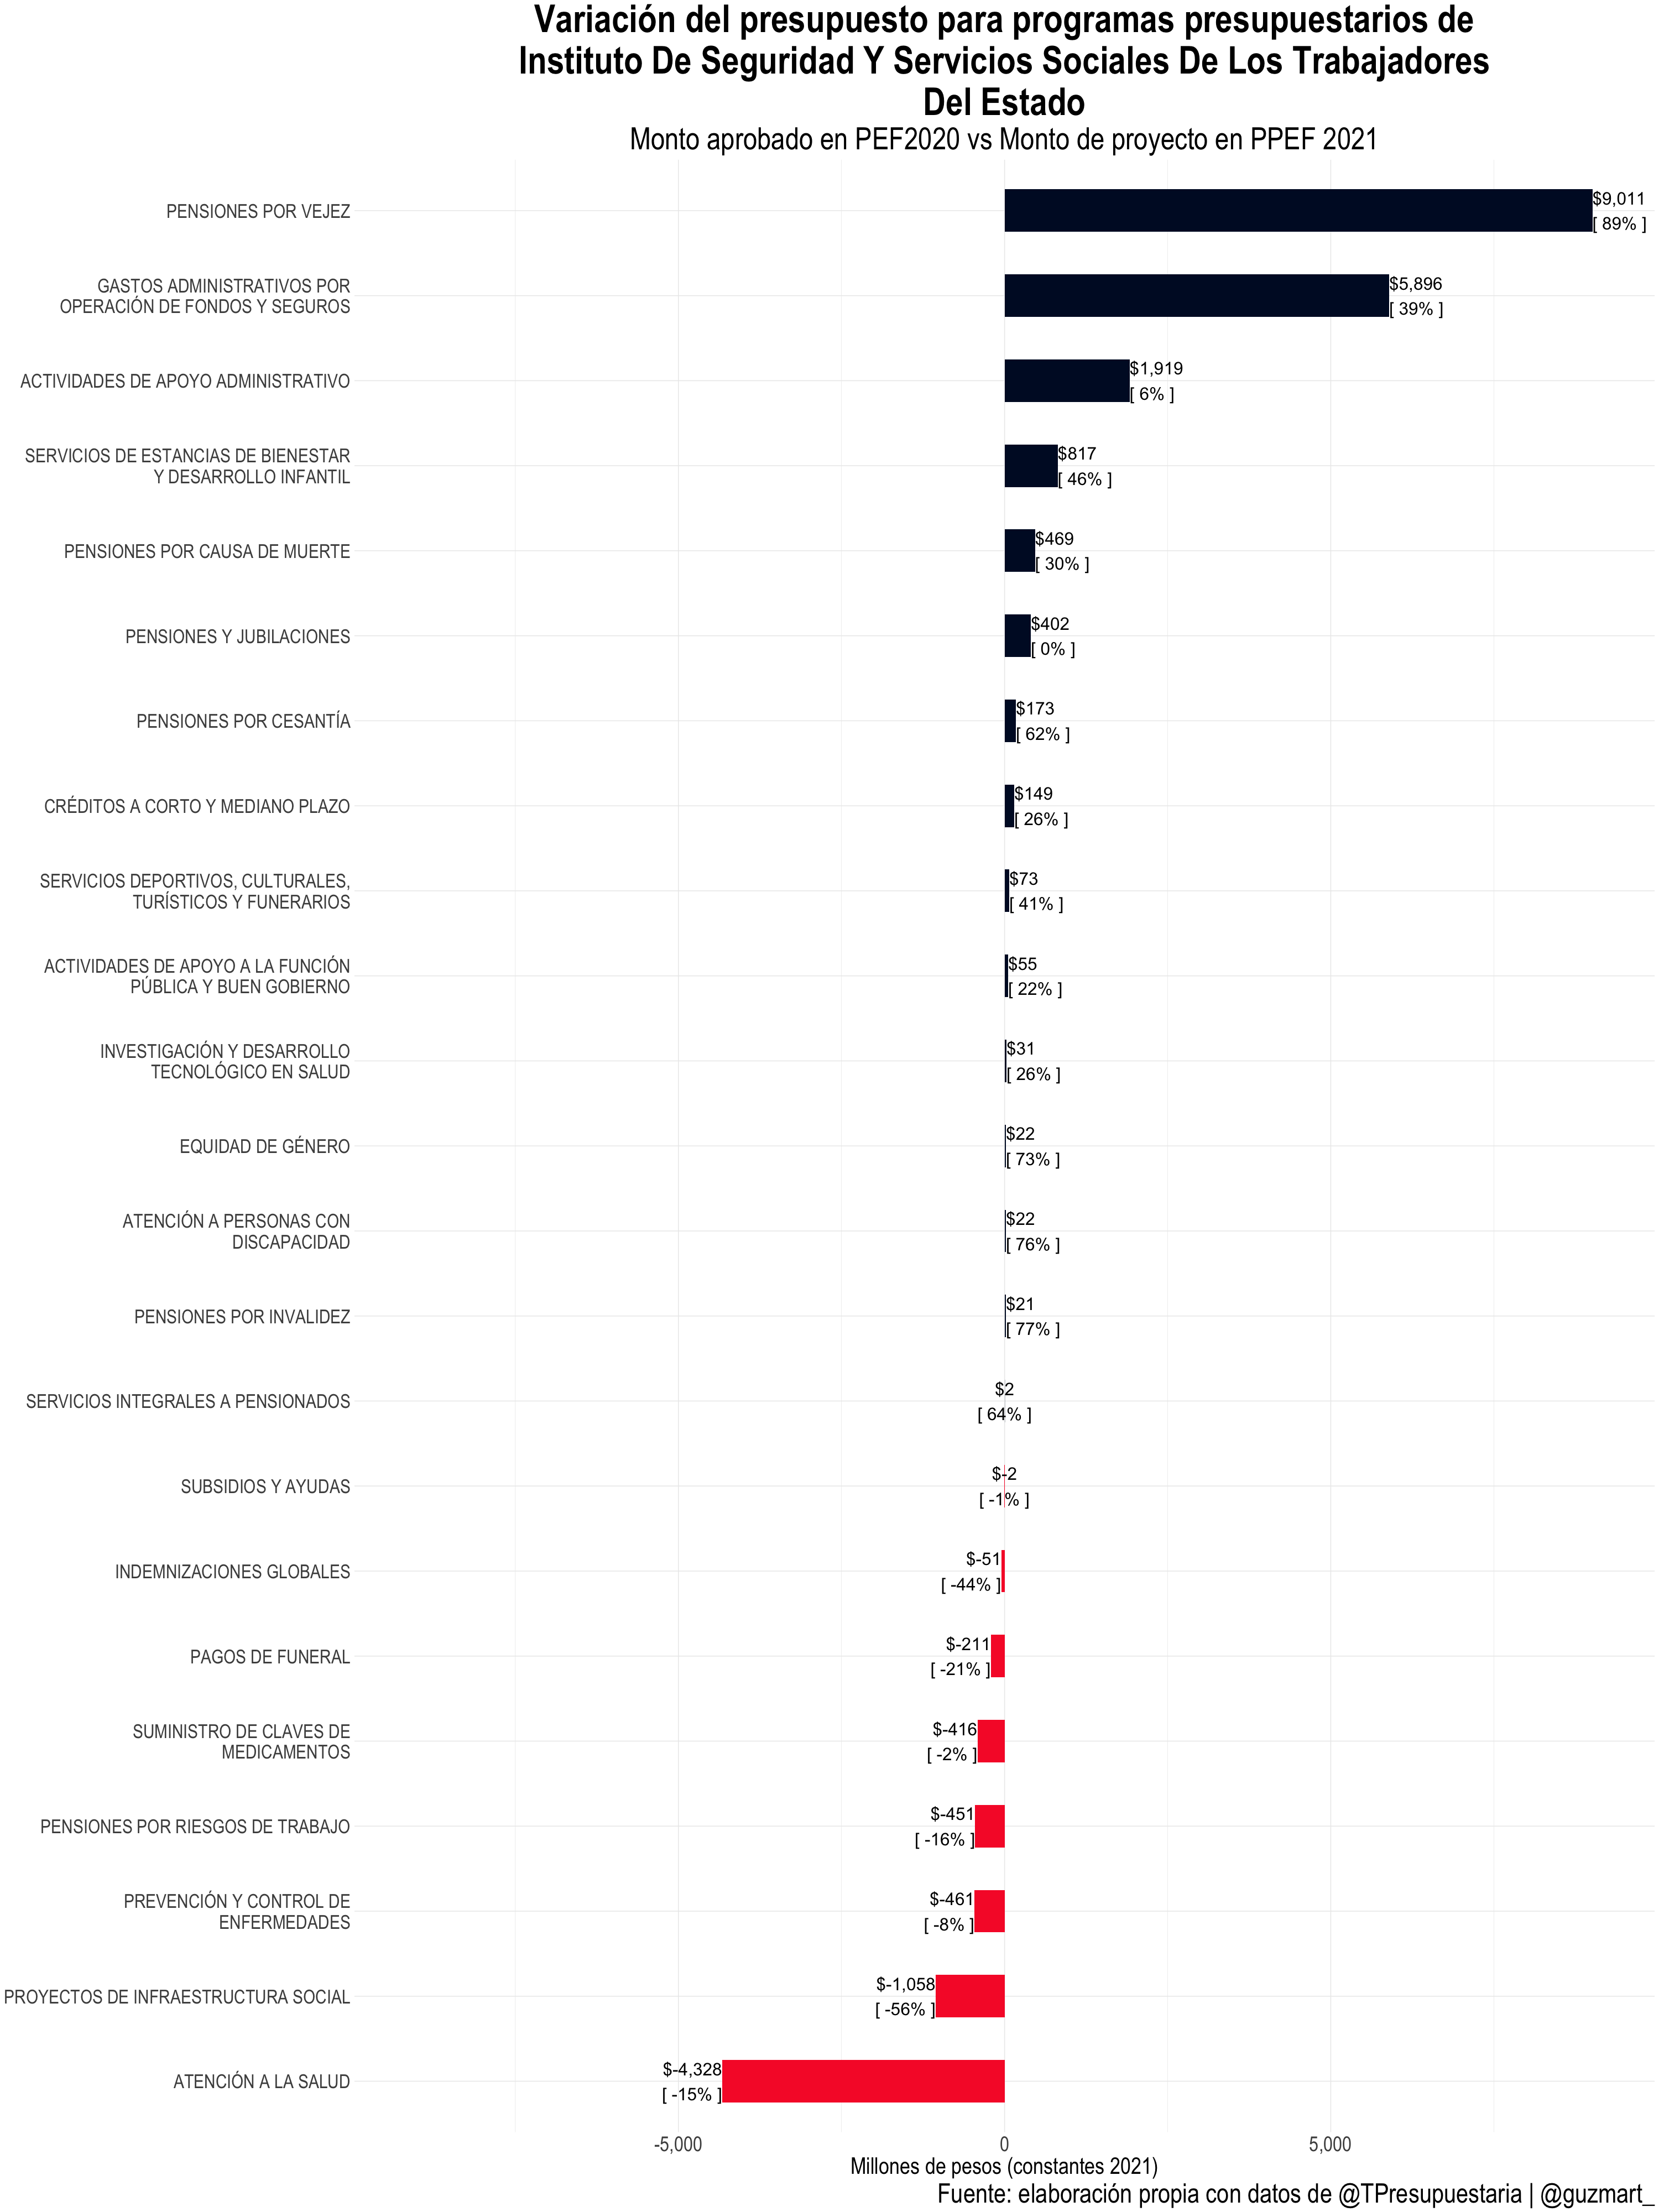 Variación del presupuesto para programas presupuestarios de
Instituto De Seguridad Y Servicios Sociales De Los Trabajadores
Del Estado
Monto aprobado en PEF2020 vs Monto de proyecto en PPEF 2021
PENSIONES POR VEJEZ
$9,011
[ 89% ]
GASTOS ADMINISTRATIVOS POR
OPERACIÓN DE FONDOS Y SEGUROS
$5,896
[ 39% ]
ACTIVIDADES DE APOYO ADMINISTRATIVO
$1,919
[ 6% ]
SERVICIOS DE ESTANCIAS DE BIENESTAR
Y DESARROLLO INFANTIL
$817
[ 46% ]
PENSIONES POR CAUSA DE MUERTE
$469
[ 30% ]
PENSIONES Y JUBILACIONES
$402
[ 0% ]
PENSIONES POR CESANTÍA
$173
[ 62% ]
CRÉDITOS A CORTO Y MEDIANO PLAZO
$149
[ 26% ]
SERVICIOS DEPORTIVOS, CULTURALES,
TURÍSTICOS Y FUNERARIOS
$73
[ 41% ]
ACTIVIDADES DE APOYO A LA FUNCIÓN
PÚBLICA Y BUEN GOBIERNO
$55
[ 22% ]
INVESTIGACIÓN Y DESARROLLO
TECNOLÓGICO EN SALUD
$31
[ 26% ]
EQUIDAD DE GÉNERO
$22
[ 73% ]
ATENCIÓN A PERSONAS CON
DISCAPACIDAD
$22
[ 76% ]
PENSIONES POR INVALIDEZ
$21
[ 77% ]
SERVICIOS INTEGRALES A PENSIONADOS
$2
[ 64% ]
SUBSIDIOS Y AYUDAS
$-2
[ -1% ]
INDEMNIZACIONES GLOBALES
$-51
[ -44% ]
PAGOS DE FUNERAL
$-211
[ -21% ]
SUMINISTRO DE CLAVES DE
MEDICAMENTOS
$-416
[ -2% ]
PENSIONES POR RIESGOS DE TRABAJO
$-451
[ -16% ]
PREVENCIÓN Y CONTROL DE
ENFERMEDADES
$-461
[ -8% ]
PROYECTOS DE INFRAESTRUCTURA SOCIAL
$-1,058
[ -56% ]
ATENCIÓN A LA SALUD
$-4,328
[ -15% ]
-5,000
0
5,000
Millones de pesos (constantes 2021)
Fuente: elaboración propia con datos de @TPresupuestaria | @guzmart_